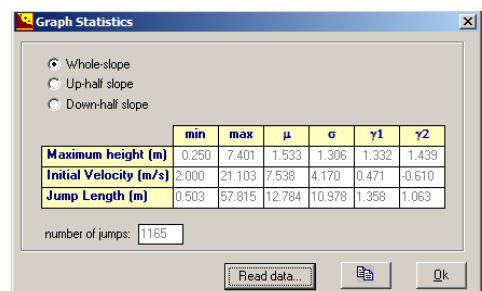 Graph Statistics
Whole-slope
Up-half slope
Down-half slope
min max μ σ γ1 γ2
Maximum height (m) 0.250 7.401 1.533 1.306 1.332 1.439
Initial Velocity (m/s) 2.000 21.103 7.538 4.170 0.471 -0.610
Jump Length (m) 0.503 57.815 12.784 10.978 1.358 1.063
number of jumps: 1165
Read data... Ok